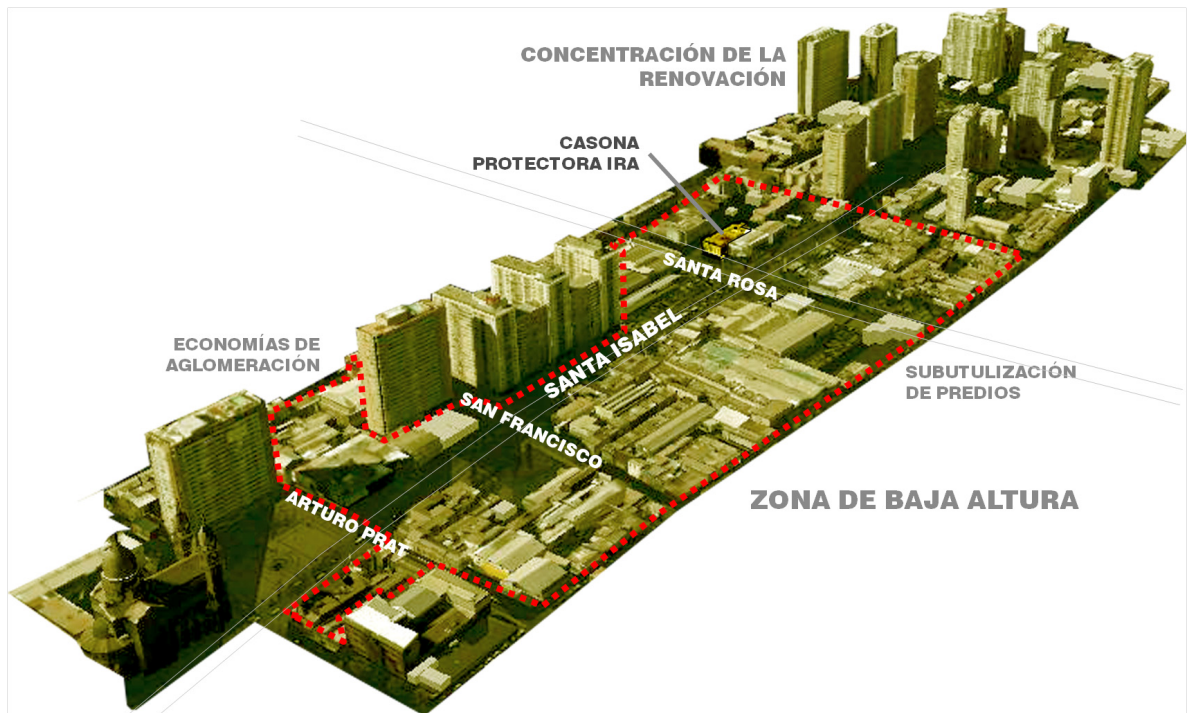 CONCENTRACIÓN DE LA
RENOVACIÓN
CASONA
PROTECTORA IRA
SANTA ROSA
SANTA ISABEL
ECONOMÍAS DE
AGLOMERACIÓN
SUBUTULIZACIÓN
DE PREDIOS
SAN FRANCISCO
ZONA DE BAJA ALTURA
ARTURO PRAT